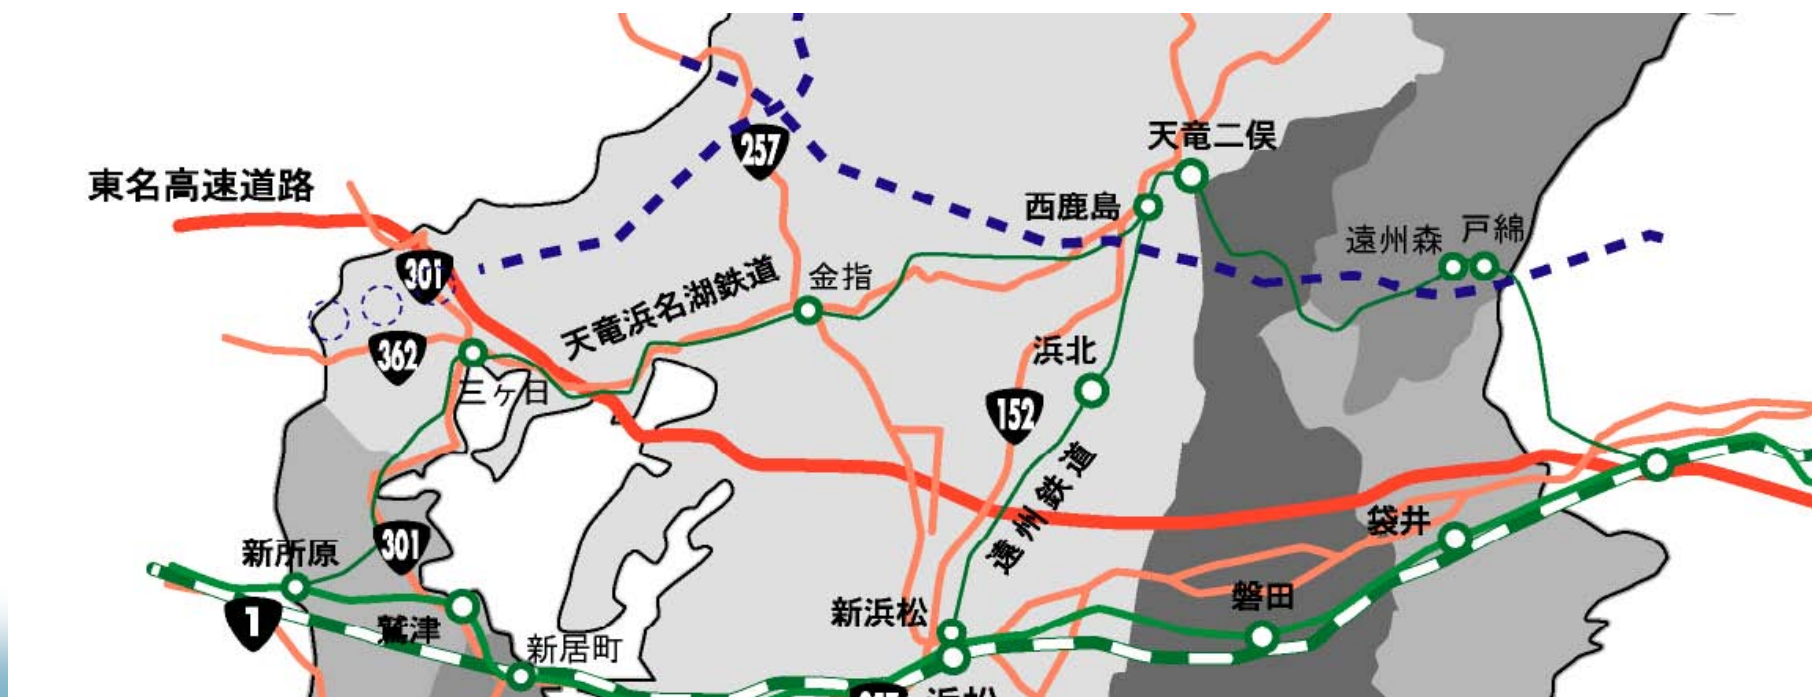 天竜二俣
257
東名高速道路
西鹿島
遠州森
戸綿
301
金指
天竜浜名湖鉄道
362
浜北
三ヶ日
152
遠州鉄道
袋井
301
新所原
磐田
1
新浜松
鷲津
新居町
浜松